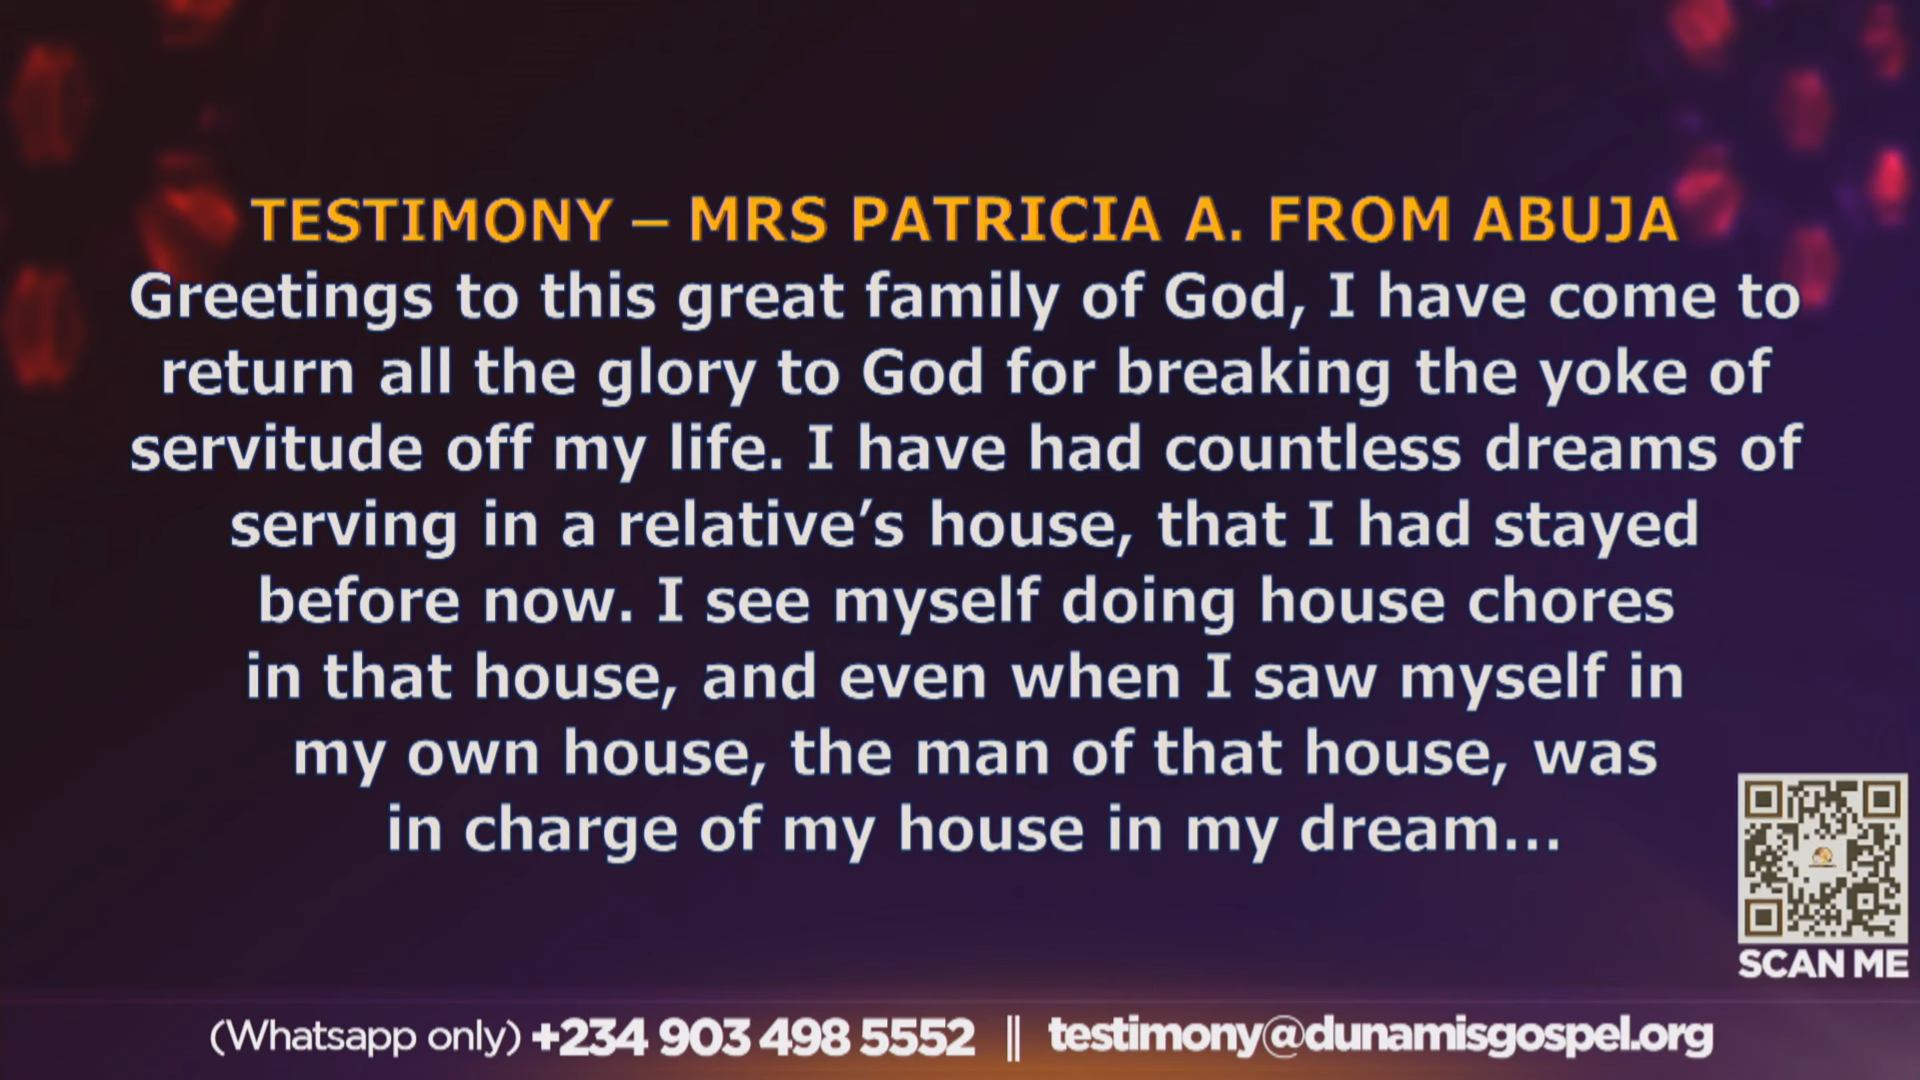 TESTIMONY – MRS PATRICIA A. FROM ABUJA
Greetings to this great family of God, I have come to
return all the glory to God for breaking the yoke of
servitude off my life. I have had countless dreams of
serving in a relative’s house, that I had stayed
before now. I see myself doing house chores
in that house, and even when I saw myself in
my own house, the man of that house, was
in charge of my house in my dream...
SCAN ME
(Whatsapp only) +234 903 498 5552 || testimony@dunamisgospel.org